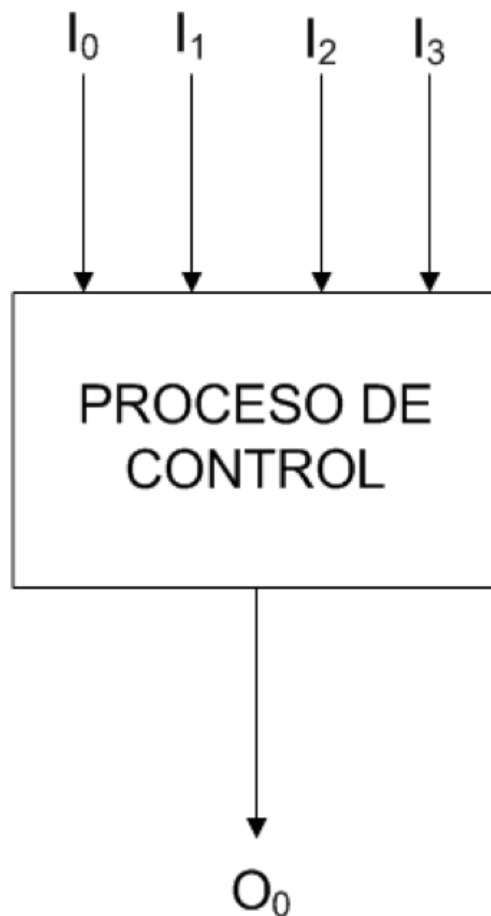 I₀ I₁ I₂ I₃
PROCESO DE
CONTROL
O₀